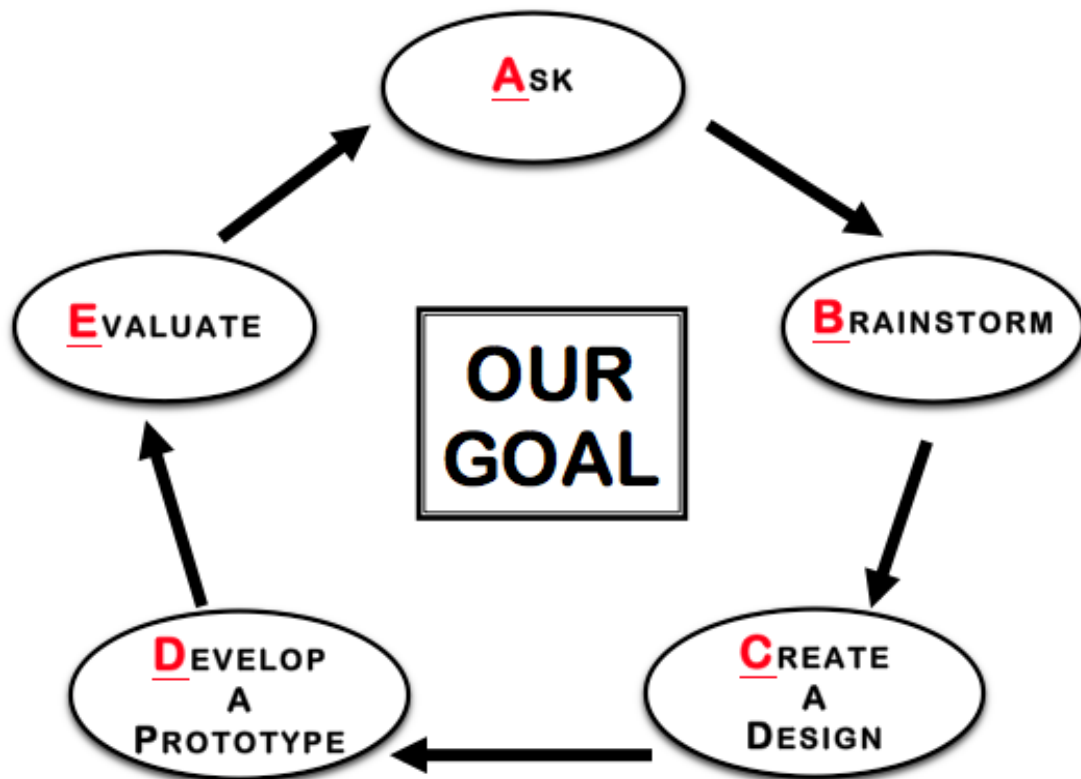 ASK
BRAINSTORM
CREATE
A
DESIGN
DEVELOP
A
PROTOTYPE
EVALUATE
OUR
GOAL